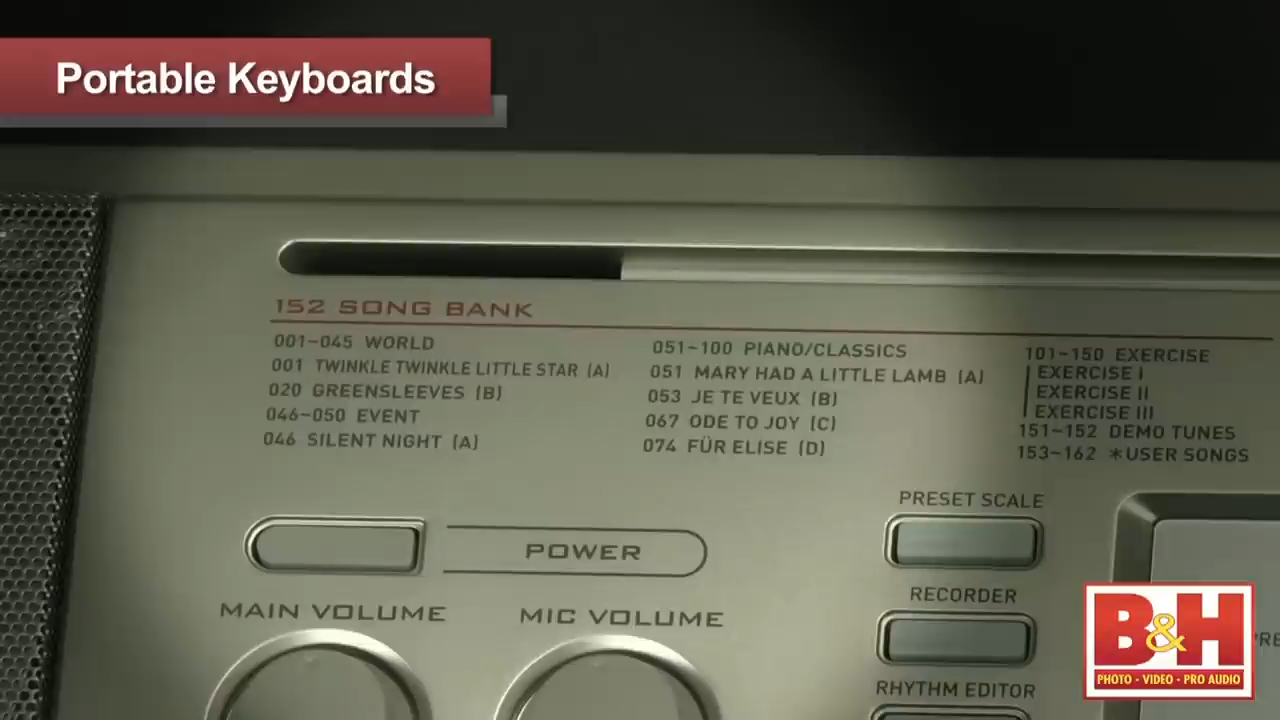 Portable Keyboards
152 SONG BANK
001-045 WORLD
001 TWINKLE TWINKLE LITTLE STAR (A)
020 GREENSLEEVES (B)
046-050 EVENT
046 SILENT NIGHT (A)
051-100 PIANO/CLASSICS
051 MARY HAD A LITTLE LAMB (A)
053 JE TE VEUX (B)
067 ODE TO JOY (C)
074 FÜR ELISE (D)
101-150 EXERCISE
EXERCISE I
EXERCISE II
EXERCISE III
151-152 DEMO TUNES
153-162 *USER SONGS
PRESET SCALE
POWER
RECORDER
MAIN VOLUME
MIC VOLUME
RHYTHM EDITOR
B&H
PHOTO • VIDEO • PRO AUDIO